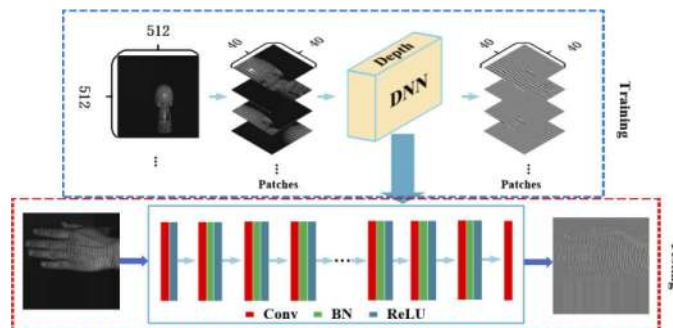 512
40
40
512
Depth
DNN
40
40
Training
...
...
Patches
...
Patches
...
Conv
BN
ReLU